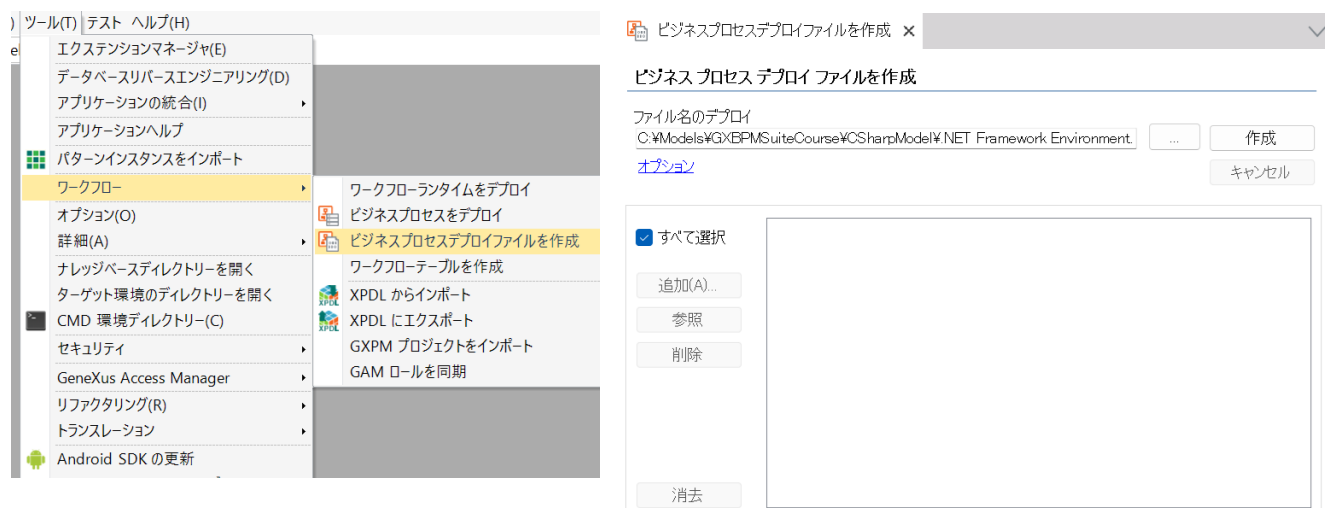 ) ツール(T) テスト ヘルプ(H)
エクステンションマネージャ(E)
データベースリバースエンジニアリング(D)
アプリケーションの統合(I)
アプリケーションヘルプ
パターンインスタンスをインポート
ワークフロー
オプション(O)
詳細(A)
ナレッジベースディレクトリーを開く
ターゲット環境のディレクトリーを開く
CMD 環境ディレクトリー(C)
セキュリティ
GeneXus Access Manager
リファクタリング(R)
トランスレーション
Android SDK の更新
ワークフローランタイムをデプロイ
ビジネスプロセスをデプロイ
ビジネスプロセスデプロイファイルを作成
ワークフローテーブルを作成
XPDL からインポート
XPDL にエクスポート
GXPM プロジェクトをインポート
GAM ロールを同期
ビジネスプロセスデプロイファイルを作成
ビジネス プロセス デプロイ ファイルを作成
ファイル名のデプロイ
C:¥Models¥GXBPMSuiteCourse¥CSharpModel¥.NET Framework Environment. ... 作成
オプション
キャンセル
すべて選択
追加(A)...
参照
削除
消去